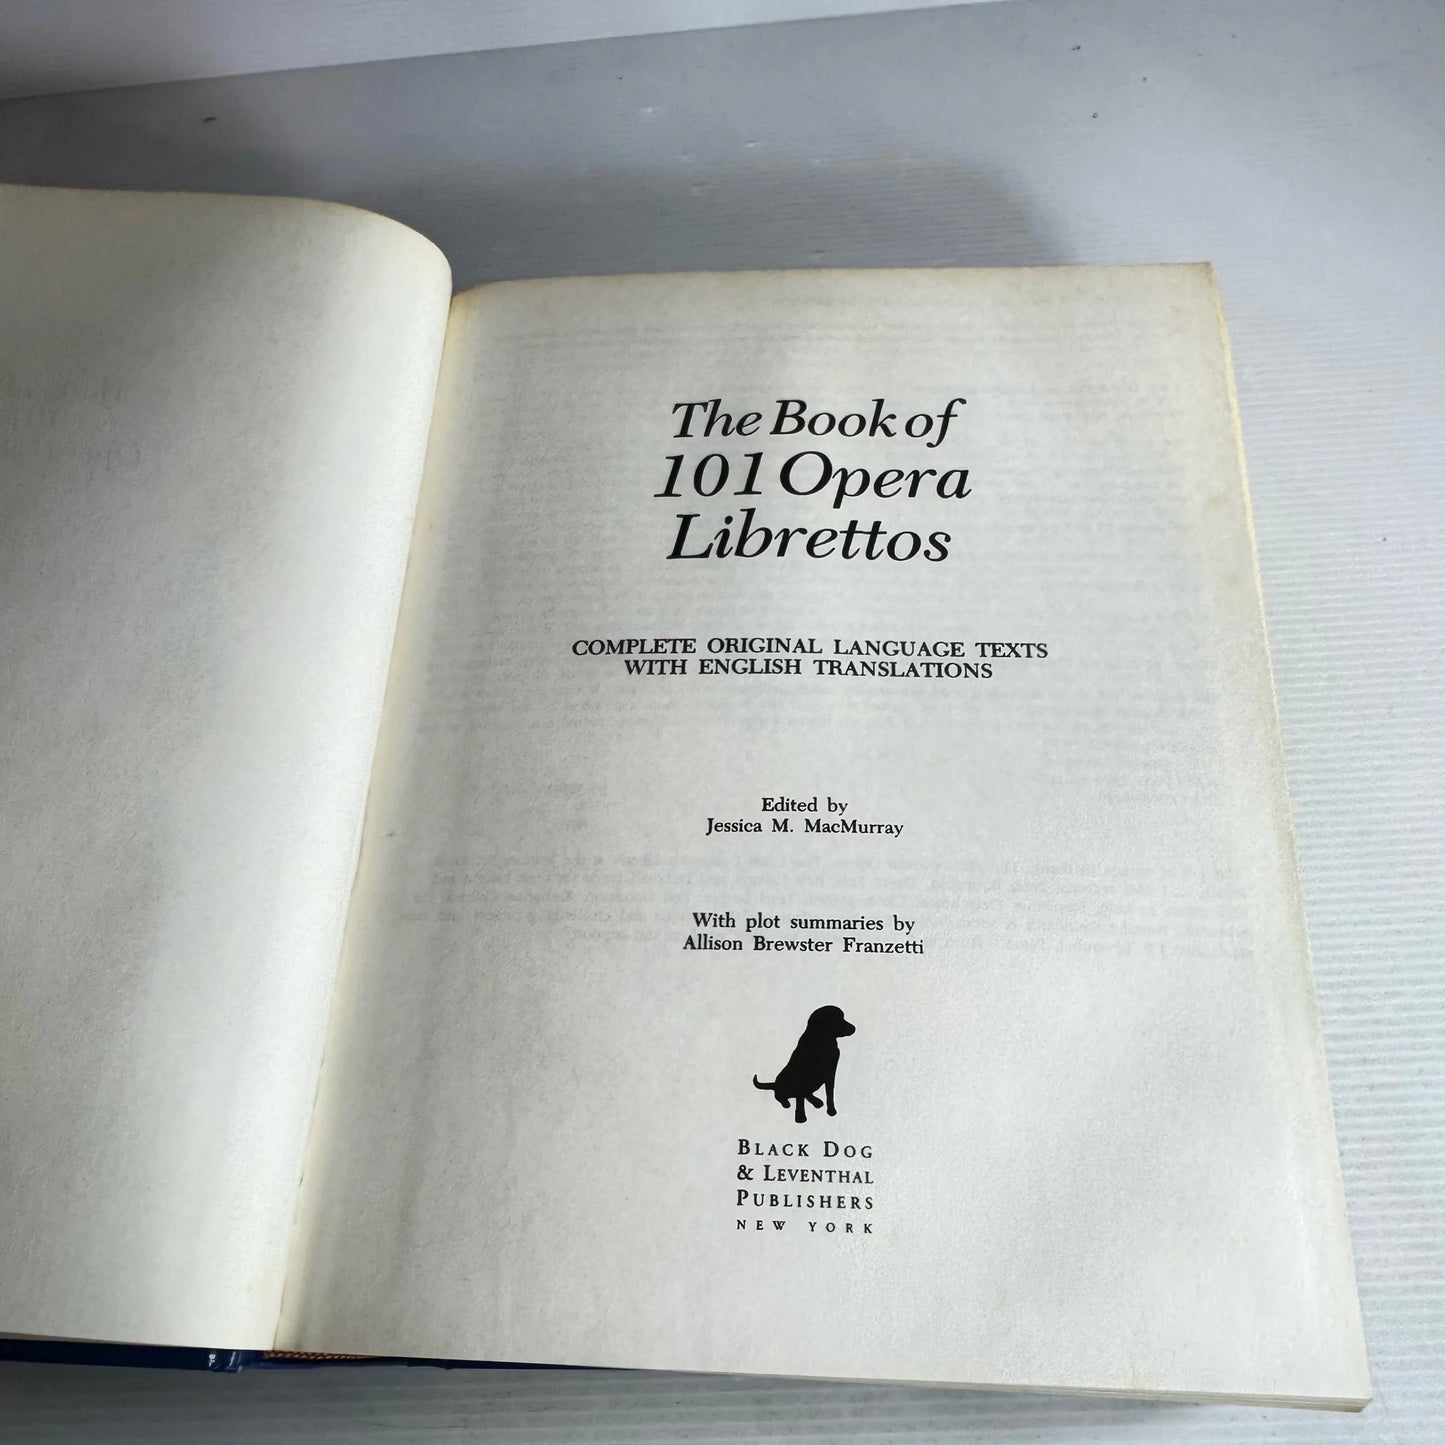 The Book of
101 Opera
Librettos
COMPLETE ORIGINAL LANGUAGE TEXTS
WITH ENGLISH TRANSLATIONS
Edited by
Jessica M. MacMurray
With plot summaries by
Allison Brewster Franzetti
BLACK DOG
& LEVENTHAL
PUBLISHERS
NEW YORK